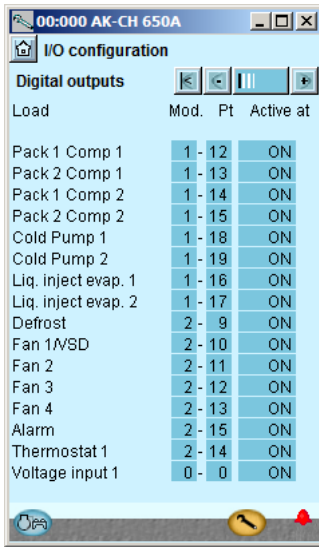 00:000 AK-CH 650A
I/O configuration
Digital outputs
Load Mod. Pt Active at
Pack 1 Comp 1 1 - 12 ON
Pack 2 Comp 1 1 - 13 ON
Pack 1 Comp 2 1 - 14 ON
Pack 2 Comp 2 1 - 15 ON
Cold Pump 1 1 - 18 ON
Cold Pump 2 1 - 19 ON
Liq. inject evap. 1 1 - 16 ON
Liq. inject evap. 2 1 - 17 ON
Defrost 2 - 9 ON
Fan 1/VSD 2 - 10 ON
Fan 2 2 - 11 ON
Fan 3 2 - 12 ON
Fan 4 2 - 13 ON
Alarm 2 - 15 ON
Thermostat 1 2 - 14 ON
Voltage input 1 0 - 0 ON